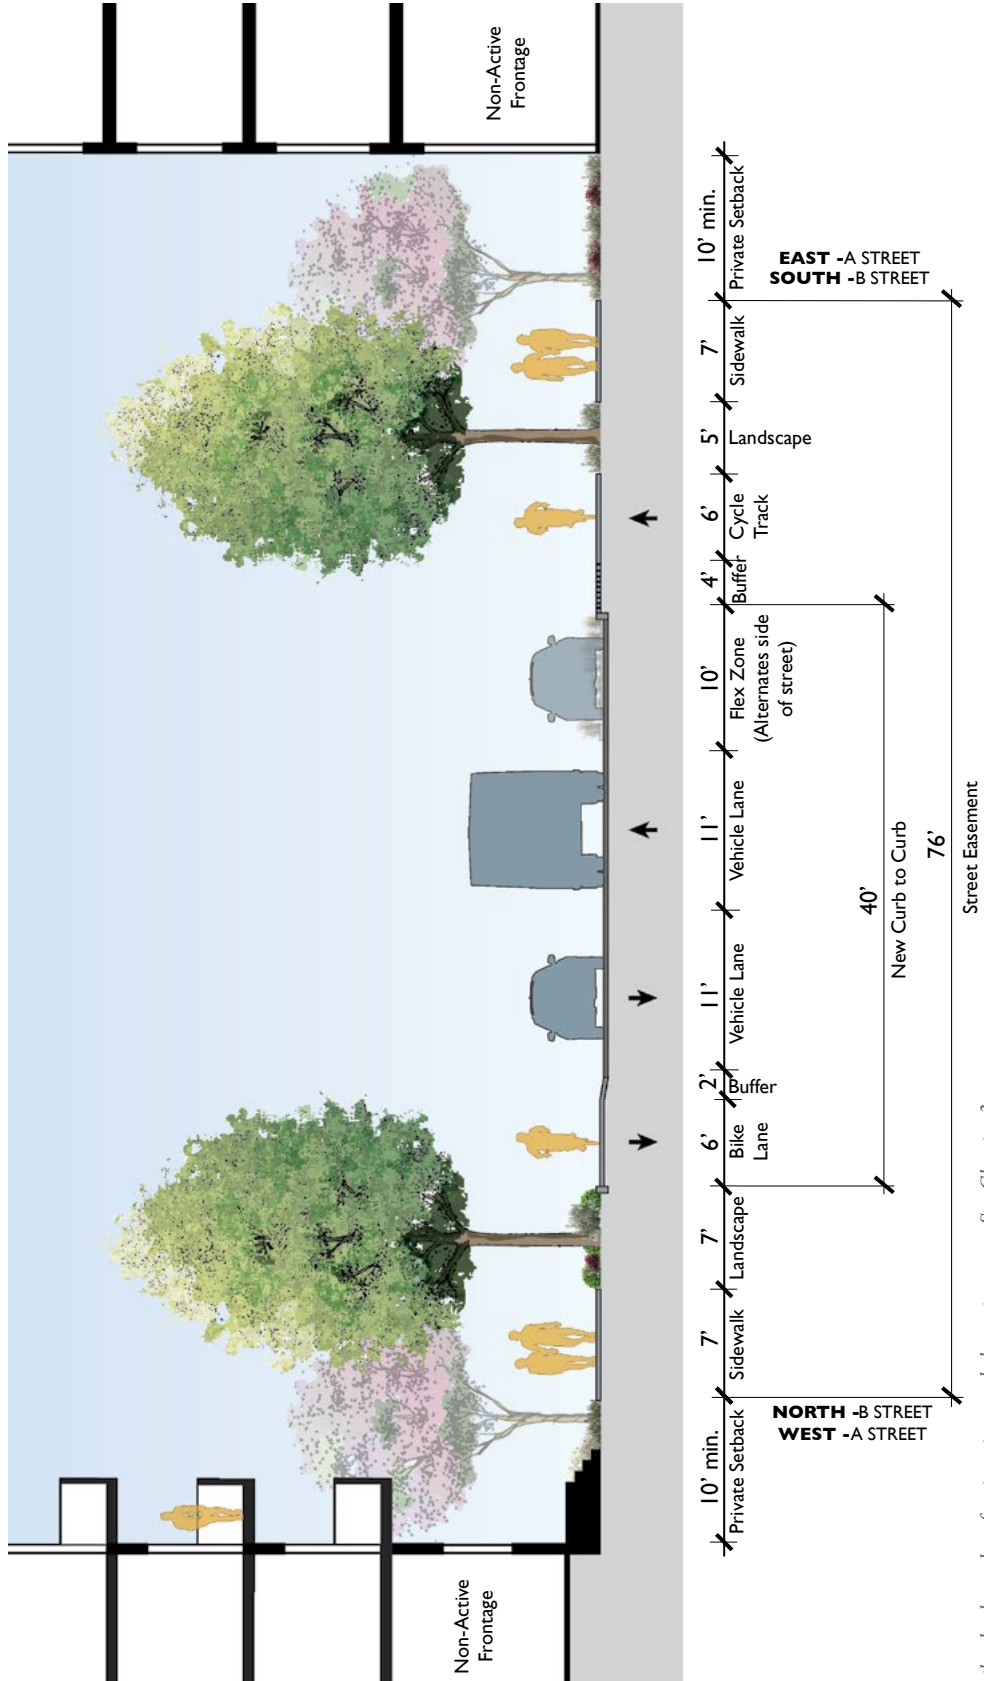 Non-Active
Frontage
Non-Active
Frontage
10' min.
Private Setback
7'
Sidewalk
7'
Landscape
6'
Bike
Lane
2'
Buffer
11'
Vehicle Lane
11'
Vehicle Lane
10'
Flex Zone
(Alternates side
of street)
4'
Buffer
6'
Cycle
Track
5'
Landscape
7'
Sidewalk
10' min.
Private Setback
NORTH -B STREET
WEST -A STREET
EAST -A STREET
SOUTH -B STREET
40'
New Curb to Curb
76'
Street Easement